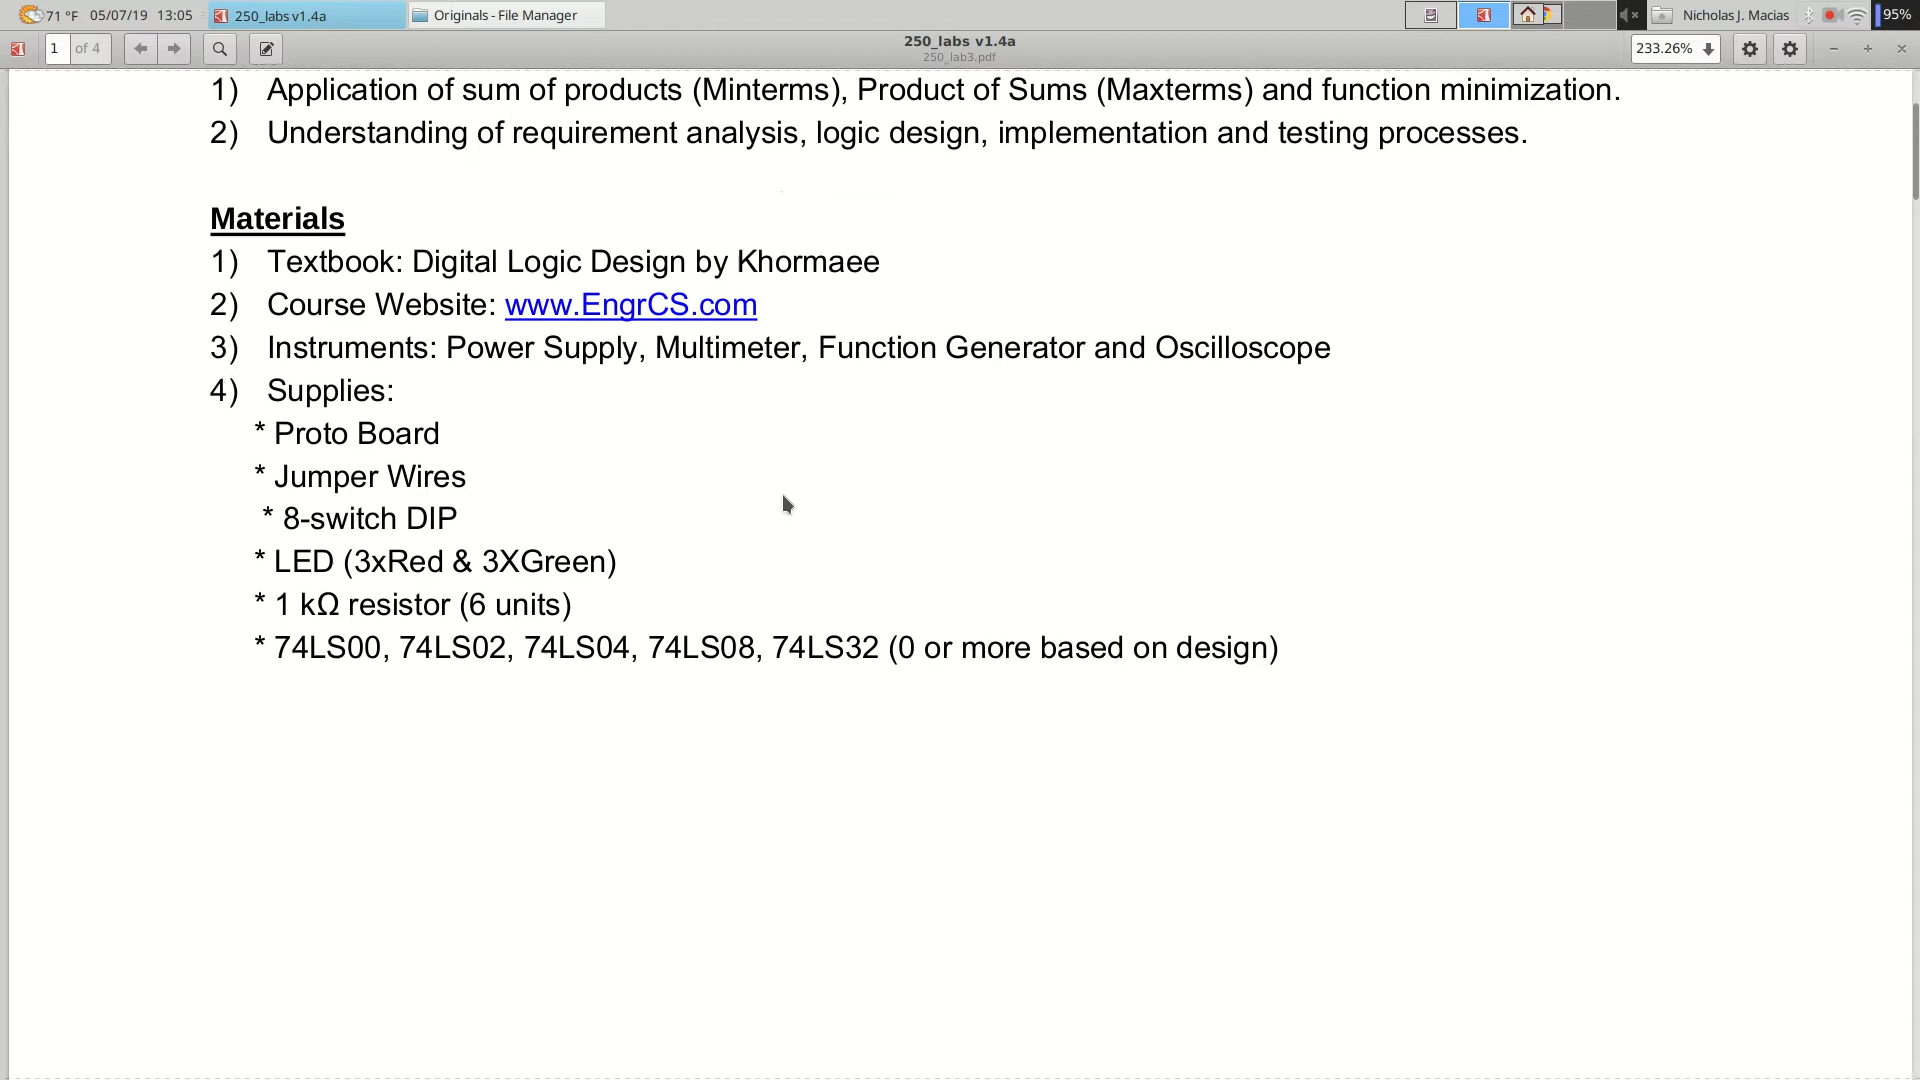 71 °F 05/07/19 13:05 250_labs v1.4a Originals - File Manager Nicholas J. Macias 95%
1 of 4 250_labs v1.4a 233.26%
250_lab3.pdf
1) Application of sum of products (Minterms), Product of Sums (Maxterms) and function minimization.
2) Understanding of requirement analysis, logic design, implementation and testing processes.
Materials
1) Textbook: Digital Logic Design by Khormaee
2) Course Website: www.EngrCS.com
3) Instruments: Power Supply, Multimeter, Function Generator and Oscilloscope
4) Supplies:
* Proto Board
* Jumper Wires
* 8-switch DIP
* LED (3xRed & 3XGreen)
* 1 kΩ resistor (6 units)
* 74LS00, 74LS02, 74LS04, 74LS08, 74LS32 (0 or more based on design)